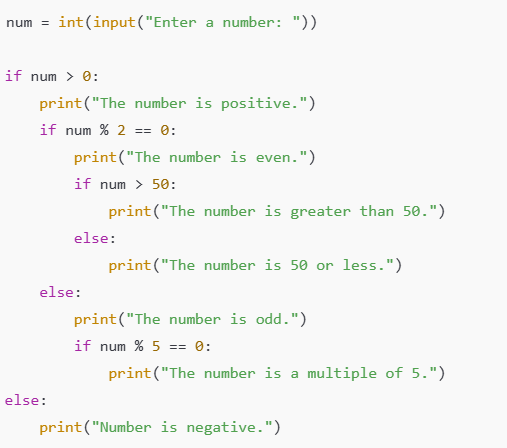 num = int(input("Enter a number: "))

if num > 0:
    print("The number is positive.")
    if num % 2 == 0:
        print("The number is even.")
        if num > 50:
            print("The number is greater than 50.")
        else:
            print("The number is 50 or less.")
    else:
        print("The number is odd.")
        if num % 5 == 0:
            print("The number is a multiple of 5.")
else:
    print("Number is negative.")